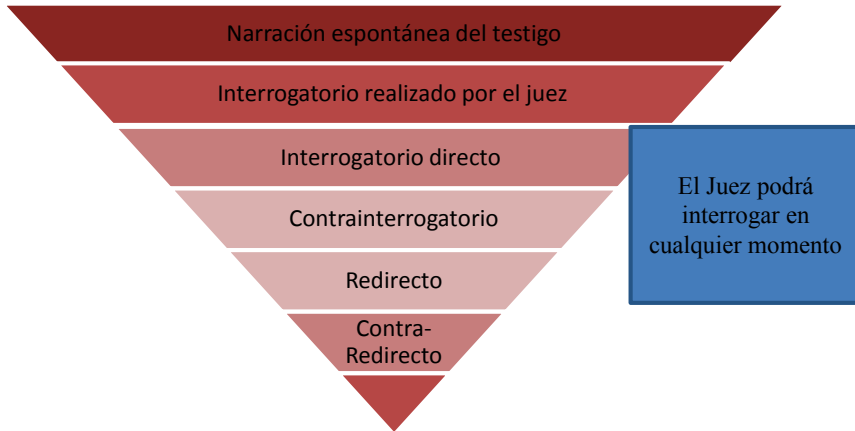 Narración espontánea del testigo
Interrogatorio realizado por el juez
Interrogatorio directo
Contrainterrogatorio
Redirecto
Contra-
Redirecto
El Juez podrá
interrogar en
cualquier momento